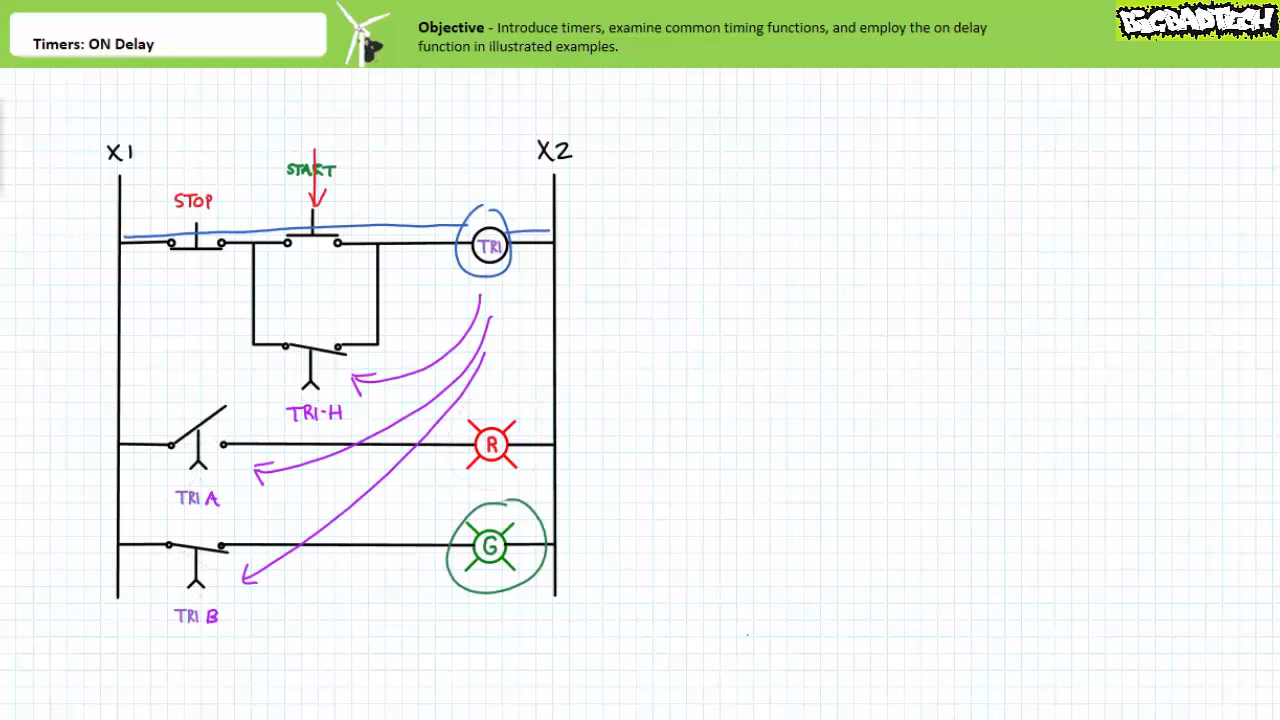 Timers: ON Delay
Objective - Introduce timers, examine common timing functions, and employ the on delay
function in illustrated examples.
BIGBADTECH
X1
X2
START
STOP
TR1
TR1-H
R
TR1 A
G
TR1 B